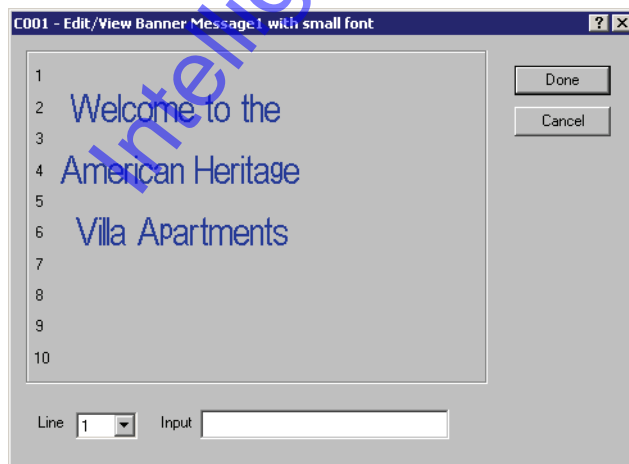 C001 - Edit/View Banner Message1 with small font
1
2 Welcome to the
3
4 American Heritage
5
6 Villa Apartments
7
8
9
10
Done
Cancel
Line 1 Input
Intellig